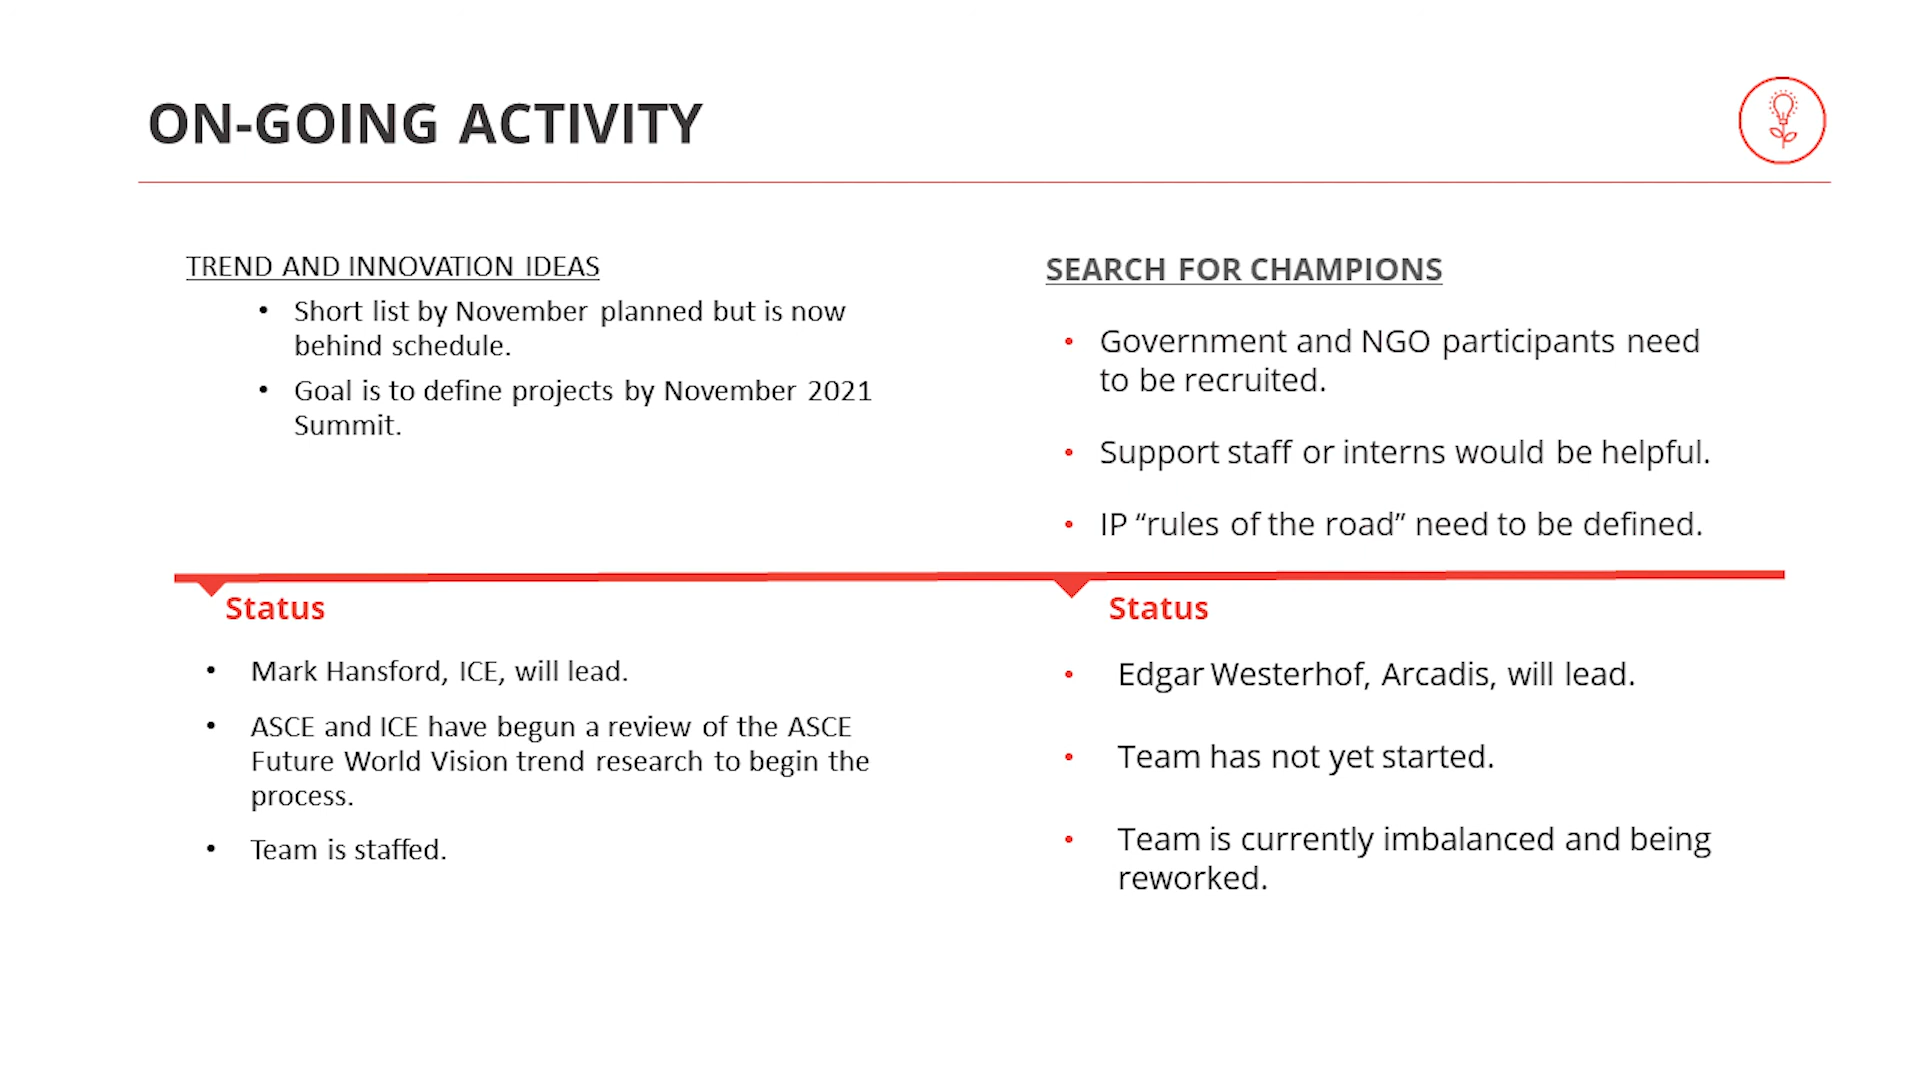 ON-GOING ACTIVITY
TREND AND INNOVATION IDEAS
• Short list by November planned but is now
behind schedule.
• Goal is to define projects by November 2021
Summit.
SEARCH FOR CHAMPIONS
• Government and NGO participants need
to be recruited.
• Support staff or interns would be helpful.
• IP “rules of the road” need to be defined.
Status
• Mark Hansford, ICE, will lead.
• ASCE and ICE have begun a review of the ASCE
Future World Vision trend research to begin the
process.
• Team is staffed.
Status
• Edgar Westerhof, Arcadis, will lead.
• Team has not yet started.
• Team is currently imbalanced and being
reworked.